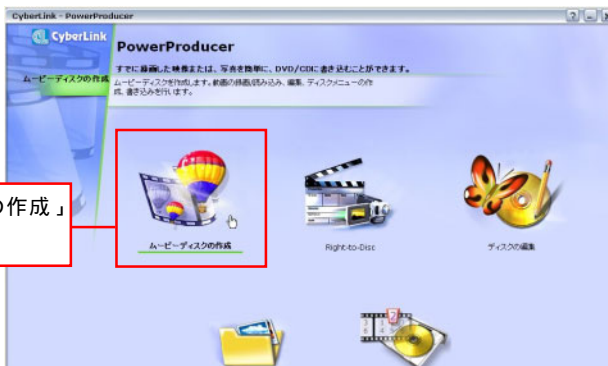 CyberLink - PowerProducer
CyberLink
PowerProducer
ムービーディスクの作成
すでに録画した映像または、写真を簡単に、DVD/CDに書き込むことができます。
ムービーディスクを作成します。動画の録画/読み込み、編集、ディスクメニューの作
成、書き込みを行います。
の作成」
ムービーディスクの作成
Right-to-Disc
ディスクの編集